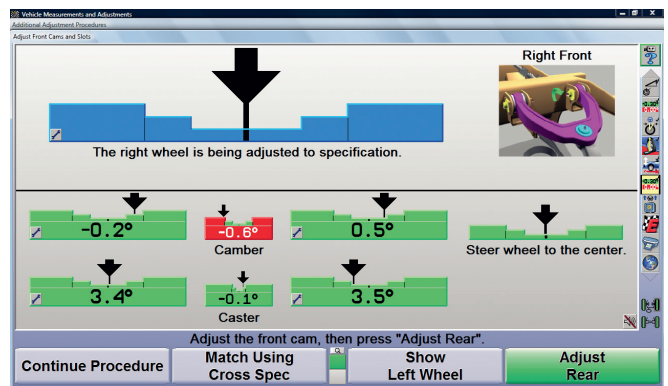 Vehicle Measurements and Adjustments
Additional Adjustment Procedures
Adjust Front Cams and Slots
Right Front
The right wheel is being adjusted to specification.
-0.2°
-0.6°
0.5°
Camber
Steer wheel to the center.
3.4°
-0.1°
3.5°
Caster
Adjust the front cam, then press "Adjust Rear".
Continue Procedure
Match Using
Cross Spec
Show
Left Wheel
Adjust
Rear